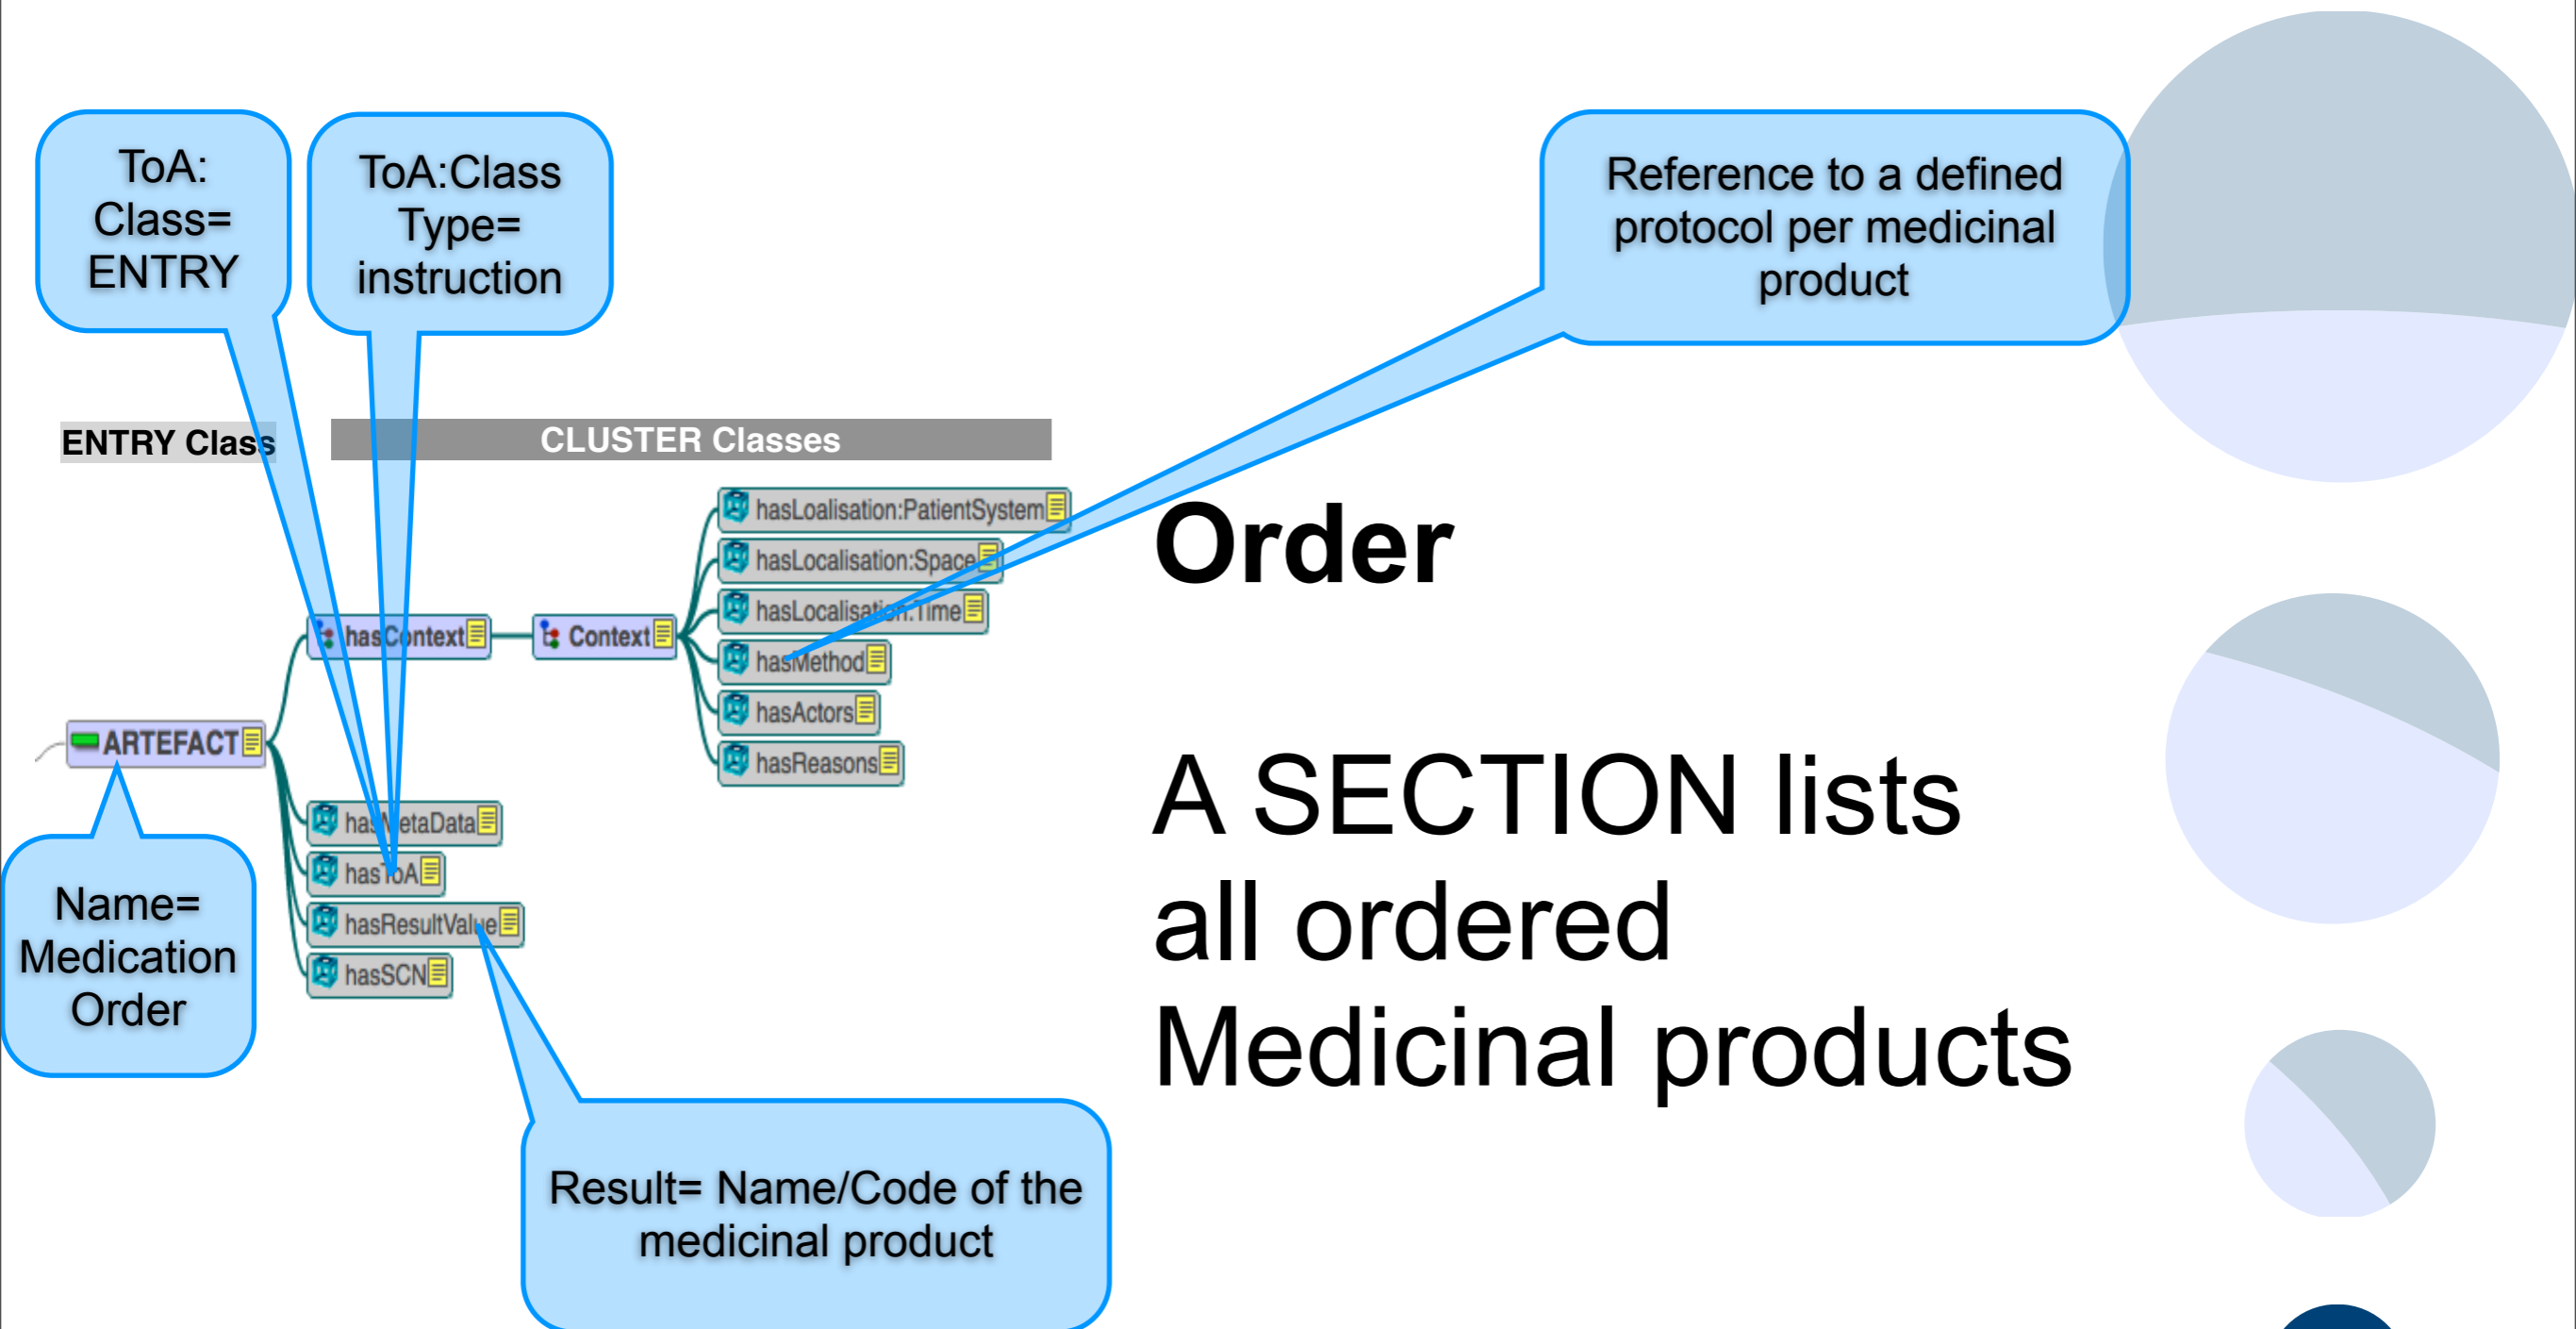 ToA:
Class=
ENTRY
ToA:Class
Type=
instruction
Reference to a defined
protocol per medicinal
product
ENTRY Class
CLUSTER Classes
hasLoalisation:PatientSystem
hasLocalisation:Space
hasLocalisation:Time
hasContext
Context
hasMethod
hasActors
ARTEFACT
hasReasons
hasMetaData
hasToA
hasResultValue
hasSCN
Name=
Medication
Order
Result= Name/Code of the
medicinal product
Order
A SECTION lists
all ordered
Medicinal products